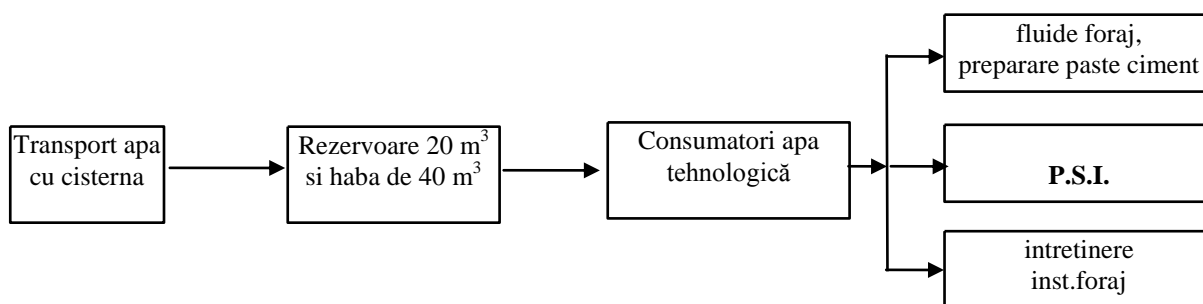 Transport apa
cu cisterna
Rezervoare 20 m³
si haba de 40 m³
Consumatori apa
tehnologică
fluide foraj,
preparare paste ciment
P.S.I.
intretinere
inst.foraj